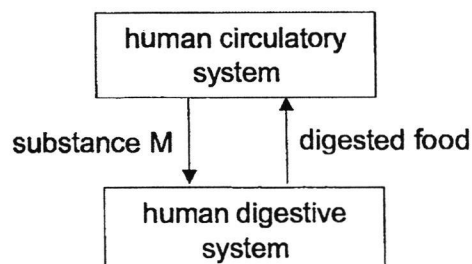 human circulatory
system
substance M
digested food
human digestive
system